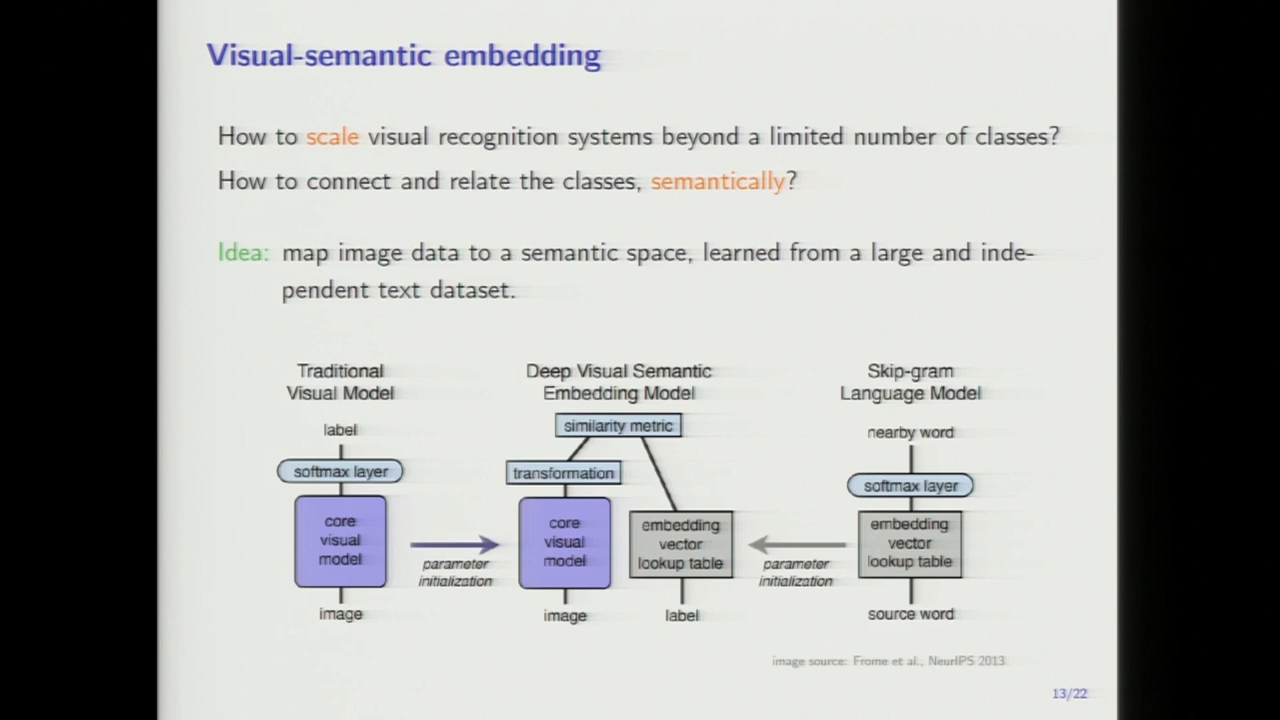 Visual-semantic embedding
How to scale visual recognition systems beyond a limited number of classes?
How to connect and relate the classes, semantically?
Idea: map image data to a semantic space, learned from a large and inde-
pendent text dataset.
Traditional
Visual Model
label
softmax layer
core
visual
model
image
parameter
initialization
Deep Visual Semantic
Embedding Model
similarity metric
transformation
core
visual
model
image
embedding
vector
lookup table
label
parameter
initialization
Skip-gram
Language Model
nearby word
softmax layer
embedding
vector
lookup table
source word
image source: Frome et al., NeurIPS 2013
13/22